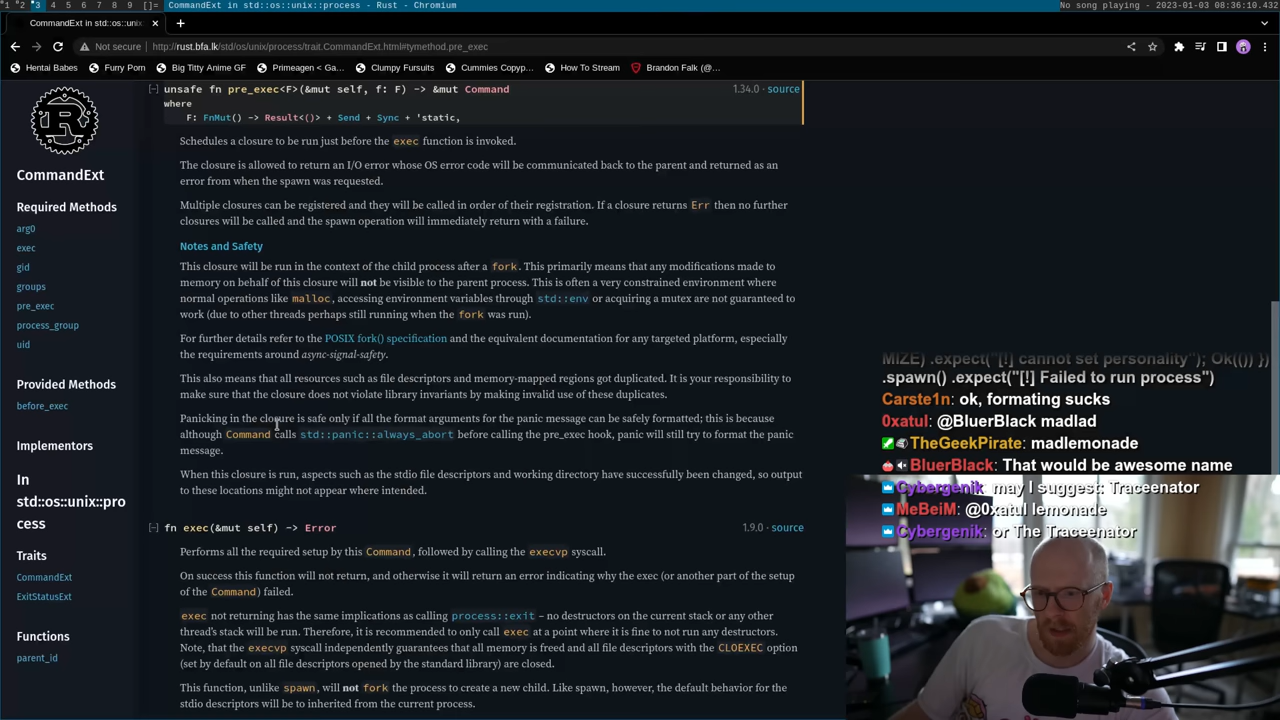 1 2 3 4 5 6 7 8 9 []= CommandExt in std::os::unix::process - Rust - Chromium
No song playing - 2023-01-03 08:36:10.432
CommandExt in std::os::unix
Not secure http://rust.bfa.lk/std/os/unix/process/trait.CommandExt.html#tymethod.pre_exec
Hentai Babes Furry Porn Big Titty Anime GF Primeagen < Ga... Clumpy Fursuits Cummies Copyp... How To Stream Brandon Falk (@...
CommandExt
Required Methods
arg0
exec
gid
groups
pre_exec
process_group
uid
Provided Methods
before_exec
Implementors
In
std::os::unix::pro
cess
Traits
CommandExt
ExitStatusExt
Functions
parent_id
[-] unsafe fn pre_exec<F>(&mut self, f: F) -> &mut Command 1.34.0 · source
where
F: FnMut() -> Result<()> + Send + Sync + 'static,
Schedules a closure to be run just before the exec function is invoked.
The closure is allowed to return an I/O error whose OS error code will be communicated back to the parent and returned as an
error from when the spawn was requested.
Multiple closures can be registered and they will be called in order of their registration. If a closure returns Err then no further
closures will be called and the spawn operation will immediately return with a failure.
Notes and Safety
This closure will be run in the context of the child process after a fork. This primarily means that any modifications made to
memory on behalf of this closure will not be visible to the parent process. This is often a very constrained environment where
normal operations like malloc, accessing environment variables through std::env or acquiring a mutex are not guaranteed to
work (due to other threads perhaps still running when the fork was run).
For further details refer to the POSIX fork() specification and the equivalent documentation for any targeted platform, especially
the requirements around async-signal-safety.
This also means that all resources such as file descriptors and memory-mapped regions got duplicated. It is your responsibility to
make sure that the closure does not violate library invariants by making invalid use of these duplicates.
Panicking in the closure is safe only if all the format arguments for the panic message can be safely formatted; this is because
although Command calls std::panic::always_abort before calling the pre_exec hook, panic will still try to format the panic
message.
When this closure is run, aspects such as the stdio file descriptors and working directory have successfully been changed, so output
to these locations might not appear where intended.
[-] fn exec(&mut self) -> Error 1.9.0 · source
Performs all the required setup by this Command, followed by calling the execvp syscall.
On success this function will not return, and otherwise it will return an error indicating why the exec (or another part of the setup
of the Command) failed.
exec not returning has the same implications as calling process::exit – no destructors on the current stack or any other
thread's stack will be run. Therefore, it is recommended to only call exec at a point where it is fine to not run any destructors.
Note, that the execvp syscall independently guarantees that all memory is freed and all file descriptors with the CLOEXEC option
(set by default on all file descriptors opened by the standard library) are closed.
This function, unlike spawn, will not fork the process to create a new child. Like spawn, however, the default behavior for the
stdio descriptors will be to inherited from the current process.
MIZE) .expect("[!] cannot set personality"); Ok(()) })
.spawn() .expect("[!] Failed to run process")
Carste1n: ok, formating sucks
0xatul: @BluerBlack madlad
TheGeekPirate: madlemonade
BluerBlack: That would be awesome name
Cybergenik: may I suggest: Traceenator
MeBeiM: @0xatul lemonade
Cybergenik: or The Traceenator